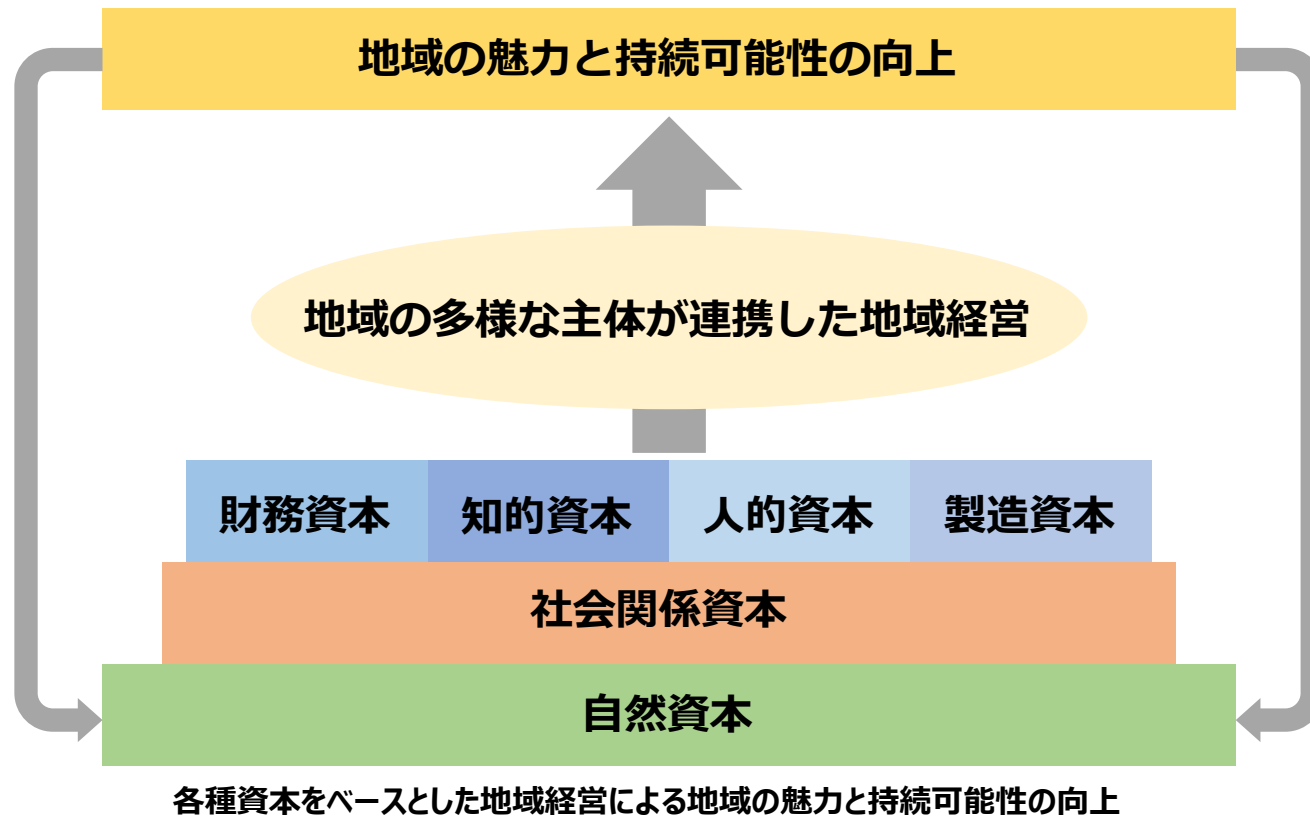 地域の魅力と持続可能性の向上
地域の多様な主体が連携した地域経営
財務資本
知的資本
人的資本
製造資本
社会関係資本
自然資本
各種資本をベースとした地域経営による地域の魅力と持続可能性の向上